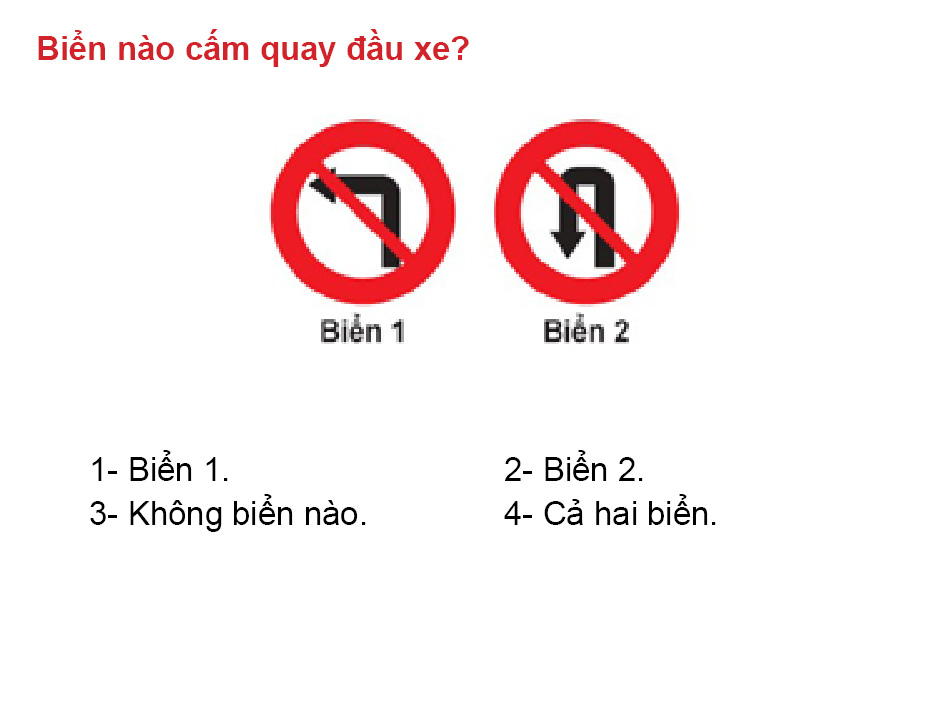 Biển nào cấm quay đầu xe?
Biển 1
Biển 2
1- Biển 1.
2- Biển 2.
3- Không biển nào.
4- Cả hai biển.